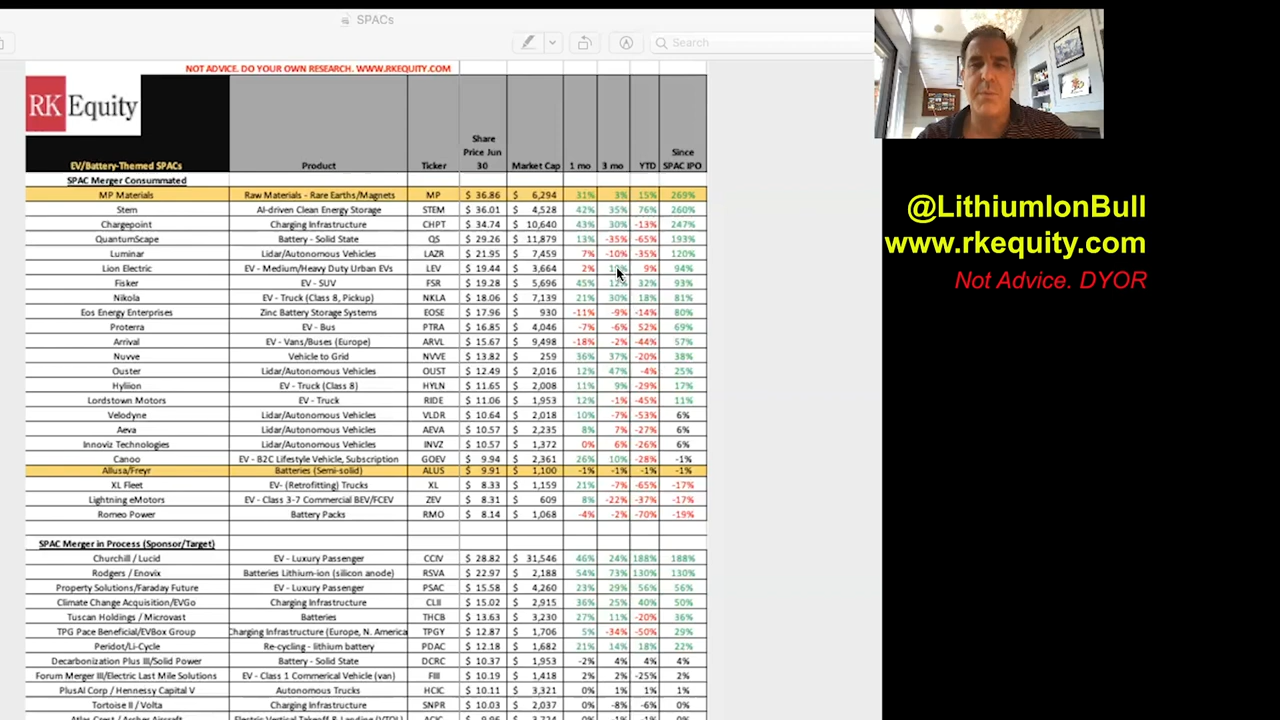 SPACs
Search
NOT ADVICE. DO YOUR OWN RESEARCH. WWW.RKEQUITY.COM
RK Equity
EV/Battery-Themed SPACs Product Ticker Share Price Jun 30 Market Cap 1 mo 3 mo YTD Since SPAC IPO
SPAC Merger Consummated
MP Materials Raw Materials - Rare Earths/Magnets MP $ 36.86 $ 6,294 31% 3% 15% 269%
Stem AI-driven Clean Energy Storage STEM $ 36.01 $ 4,528 42% 35% 76% 260%
Chargepoint Charging Infrastructure CHPT $ 34.74 $ 10,640 43% 30% -13% 247%
QuantumScape Battery - Solid State QS $ 29.26 $ 11,879 13% -35% -65% 193%
Luminar Lidar/Autonomous Vehicles LAZR $ 21.95 $ 7,459 7% -10% -35% 120%
Lion Electric EV - Medium/Heavy Duty Urban EVs LEV $ 19.44 $ 3,664 2% 9% 94%
Fisker EV - SUV FSR $ 19.28 $ 5,696 45% 12% 32% 93%
Nikola EV - Truck (Class 8, Pickup) NKLA $ 18.06 $ 7,139 21% 30% 18% 81%
Eos Energy Enterprises Zinc Battery Storage Systems EOSE $ 17.96 $ 930 -11% -9% -14% 80%
Proterra EV - Bus PTRA $ 16.85 $ 4,046 -7% -6% 52% 69%
Arrival EV - Vans/Buses (Europe) ARVL $ 15.67 $ 9,498 -18% -2% -44% 57%
Nuvve Vehicle to Grid NVVE $ 13.82 $ 259 36% 37% -20% 38%
Ouster Lidar/Autonomous Vehicles OUST $ 12.49 $ 2,016 12% 47% -4% 25%
Hyliion EV - Truck (Class 8) HYLN $ 11.65 $ 2,008 11% 9% -29% 17%
Lordstown Motors EV - Truck RIDE $ 11.06 $ 1,953 12% -1% -45% 11%
Velodyne Lidar/Autonomous Vehicles VLDR $ 10.64 $ 2,018 10% -7% -53% 6%
Aeva Lidar/Autonomous Vehicles AEVA $ 10.57 $ 2,235 8% 7% -27% 6%
Innoviz Technologies Lidar/Autonomous Vehicles INVZ $ 10.57 $ 1,372 0% 6% -26% 6%
Canoo EV - B2C Lifestyle Vehicle, Subscription GOEV $ 9.94 $ 2,361 26% 10% -28% -1%
Allusa/Freyr Batteries (Semi-solid) ALUS $ 9.91 $ 1,100 -1% -1% -1% -1%
XL Fleet EV- (Retrofitting) Trucks XL $ 8.33 $ 1,159 21% -7% -65% -17%
Lightning eMotors EV - Class 3-7 Commercial BEV/FCEV ZEV $ 8.31 $ 609 8% -22% -37% -17%
Romeo Power Battery Packs RMO $ 8.14 $ 1,068 -4% -2% -70% -19%
SPAC Merger in Process (Sponsor/Target)
Churchill / Lucid EV - Luxury Passenger CCIV $ 28.82 $ 31,546 46% 24% 188% 188%
Rodgers / Enovix Batteries Lithium-ion (silicon anode) RSVA $ 22.97 $ 2,188 54% 73% 130% 130%
Property Solutions/Faraday Future EV - Luxury Passenger PSAC $ 15.58 $ 4,260 23% 29% 56% 56%
Climate Change Acquisition/EVGo Charging Infrastructure CLII $ 15.02 $ 2,915 36% 25% 40% 50%
Tuscan Holdings / Microvast Batteries THCB $ 13.63 $ 3,230 27% 11% -20% 36%
TPG Pace Beneficial/EVBox Group Charging Infrastructure (Europe, N. America TPGY $ 12.87 $ 1,706 5% -34% -50% 29%
Peridot/Li-Cycle Re-cycling - lithium battery PDAC $ 12.18 $ 1,682 21% 14% 18% 22%
Decarbonization Plus III/Solid Power Battery - Solid State DCRC $ 10.37 $ 1,953 -2% 4% 4% 4%
Forum Merger III/Electric Last Mile Solutions EV - Class 1 Commerical Vehicle (van) FIII $ 10.19 $ 1,418 2% 2% -25% 2%
PlusAI Corp / Hennessy Capital V Autonomous Trucks HCIC $ 10.11 $ 3,321 0% 1% 1% 1%
Tortoise II / Volta Charging Infrastructure SNPR $ 10.03 $ 2,037 0% -8% -6% 0%
@LithiumIonBull
www.rkequity.com
Not Advice. DYOR